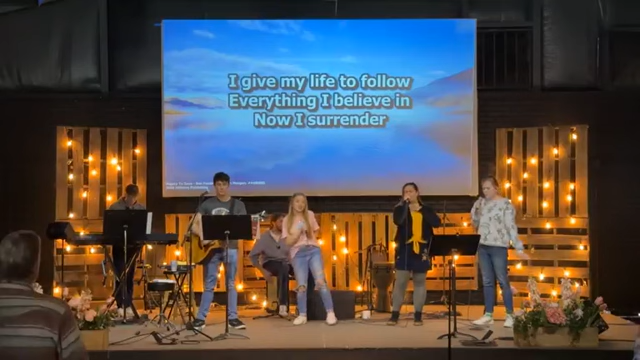 I give my life to follow
Everything I believe in
Now I surrender